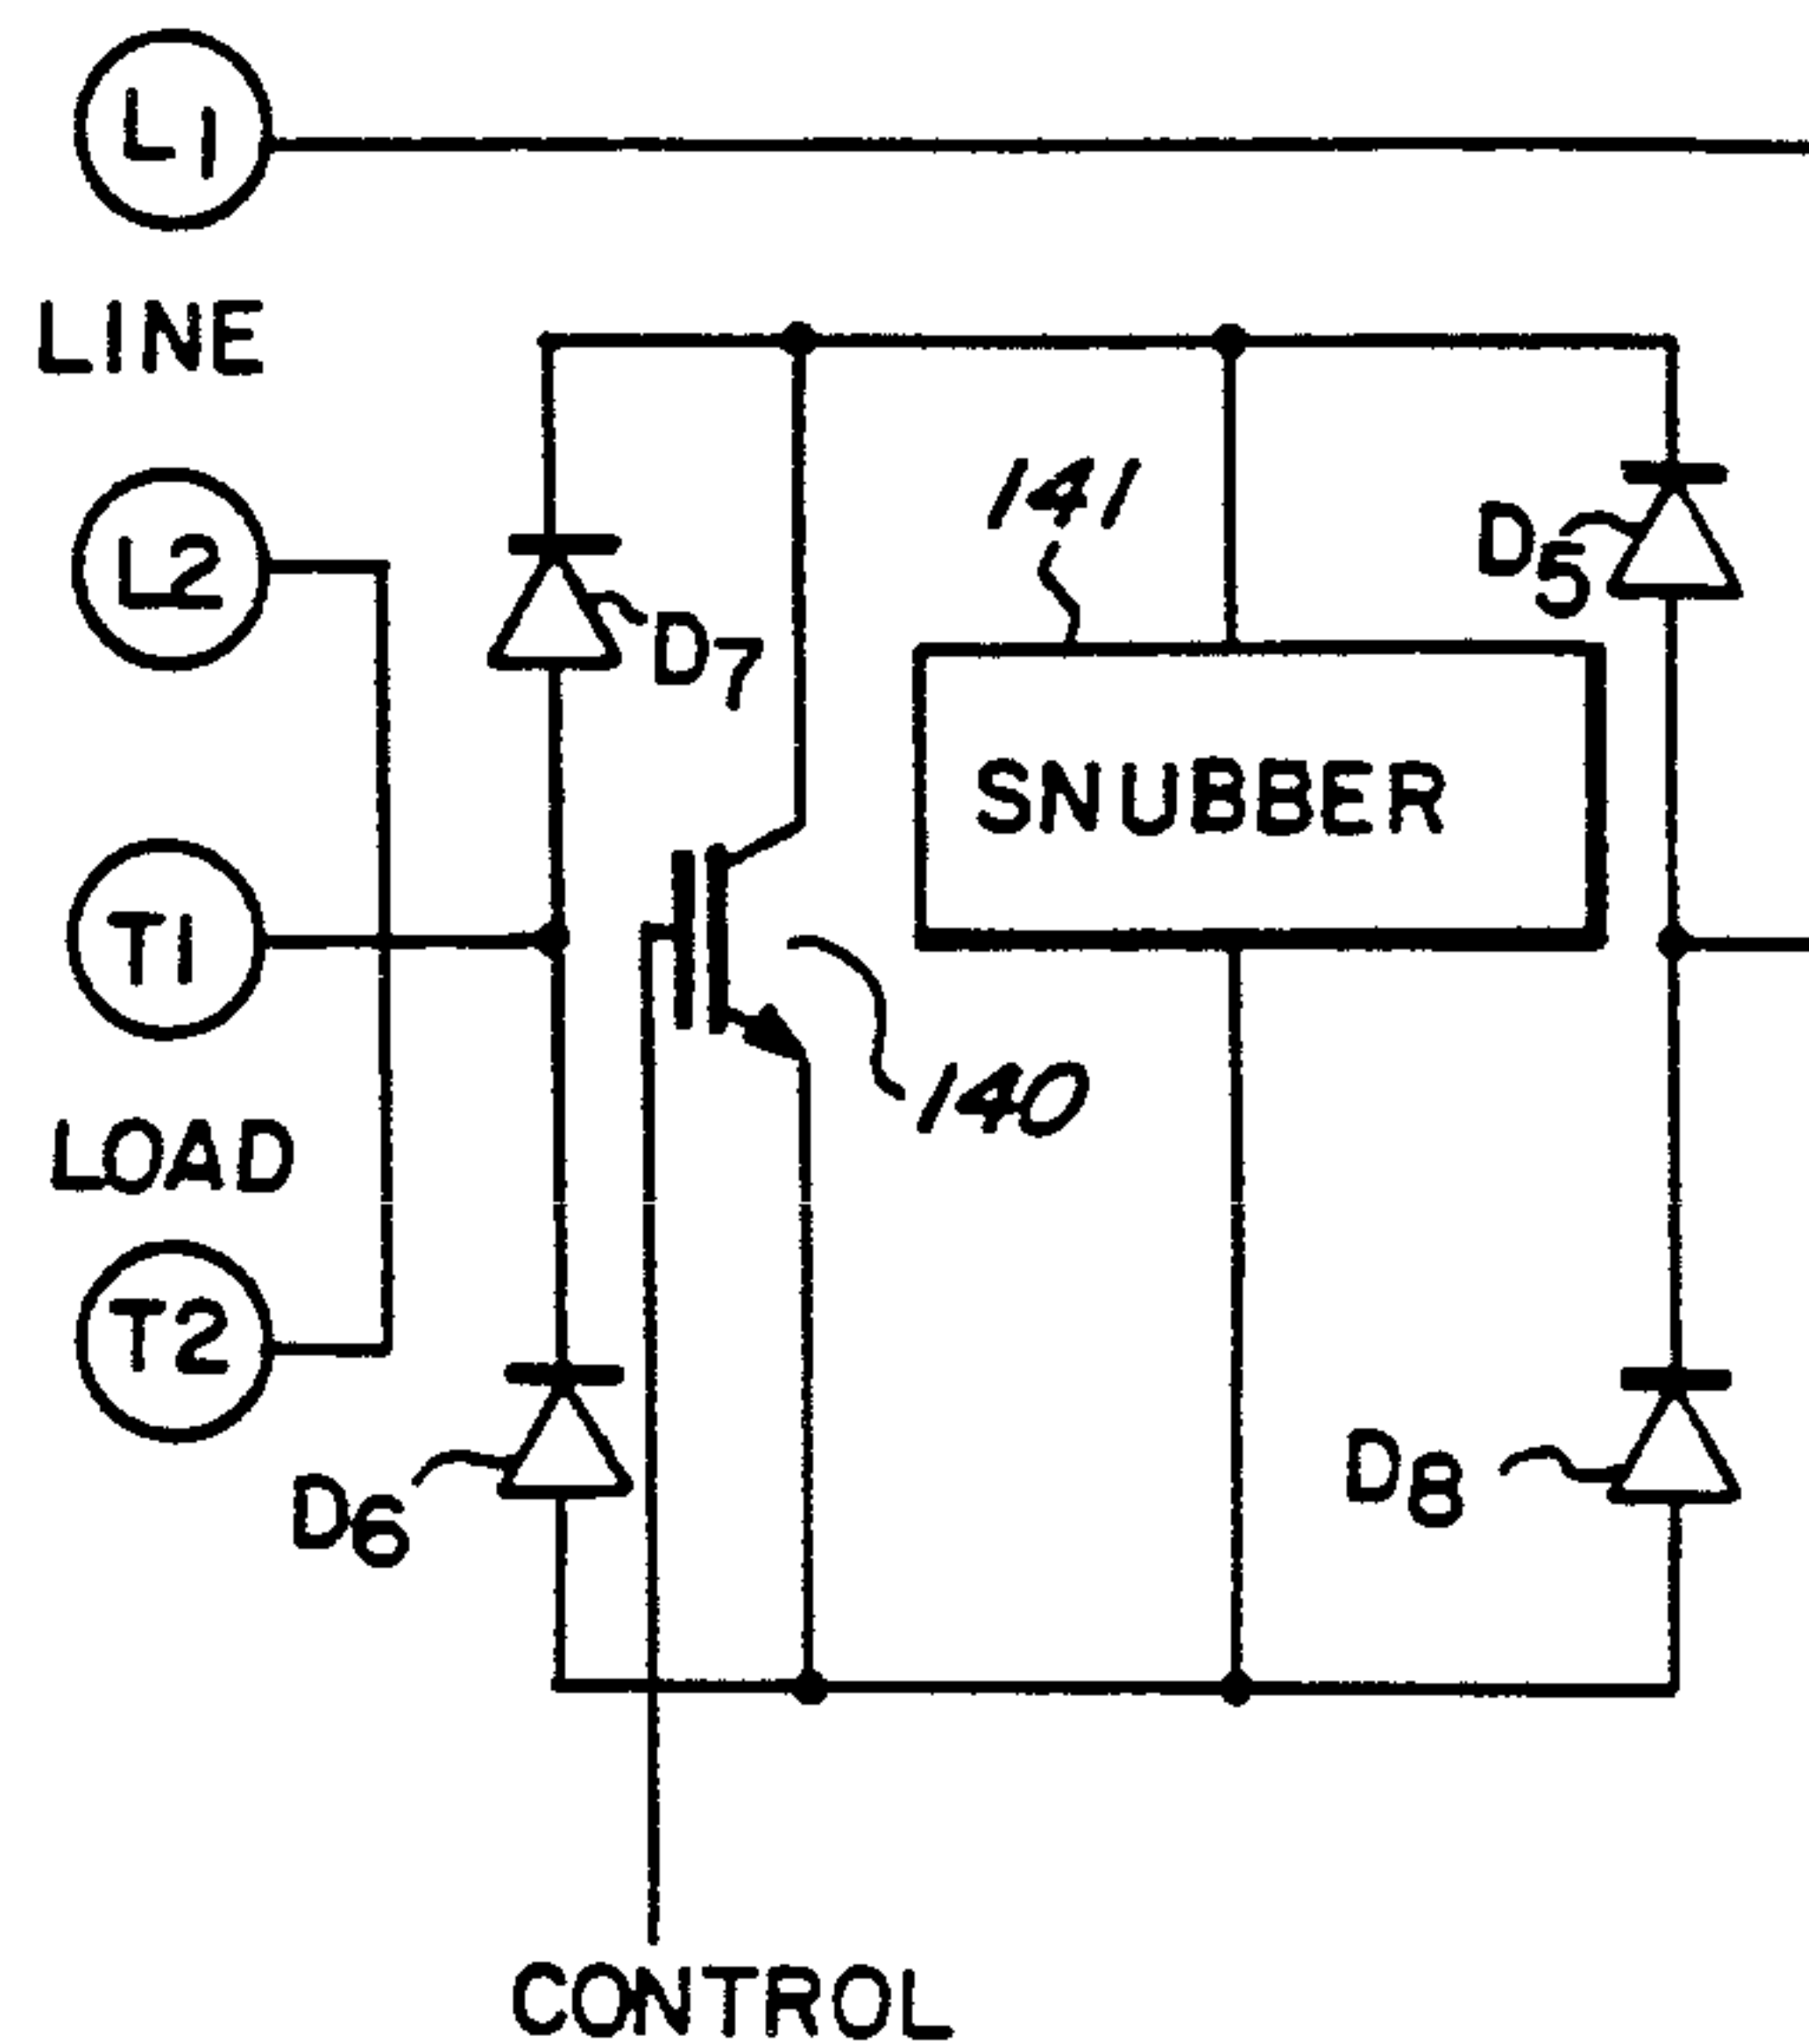 L1
LINE
L2
141
D5
D7
SNUBBER
T1
140
LOAD
T2
D6
D8
CONTROL